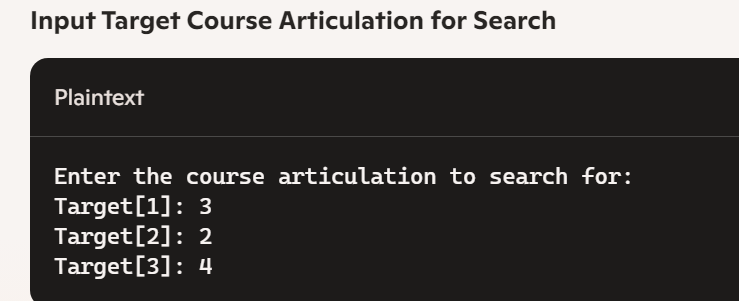 Input Target Course Articulation for Search
Plaintext
Enter the course articulation to search for:
Target[1]: 3
Target[2]: 2
Target[3]: 4